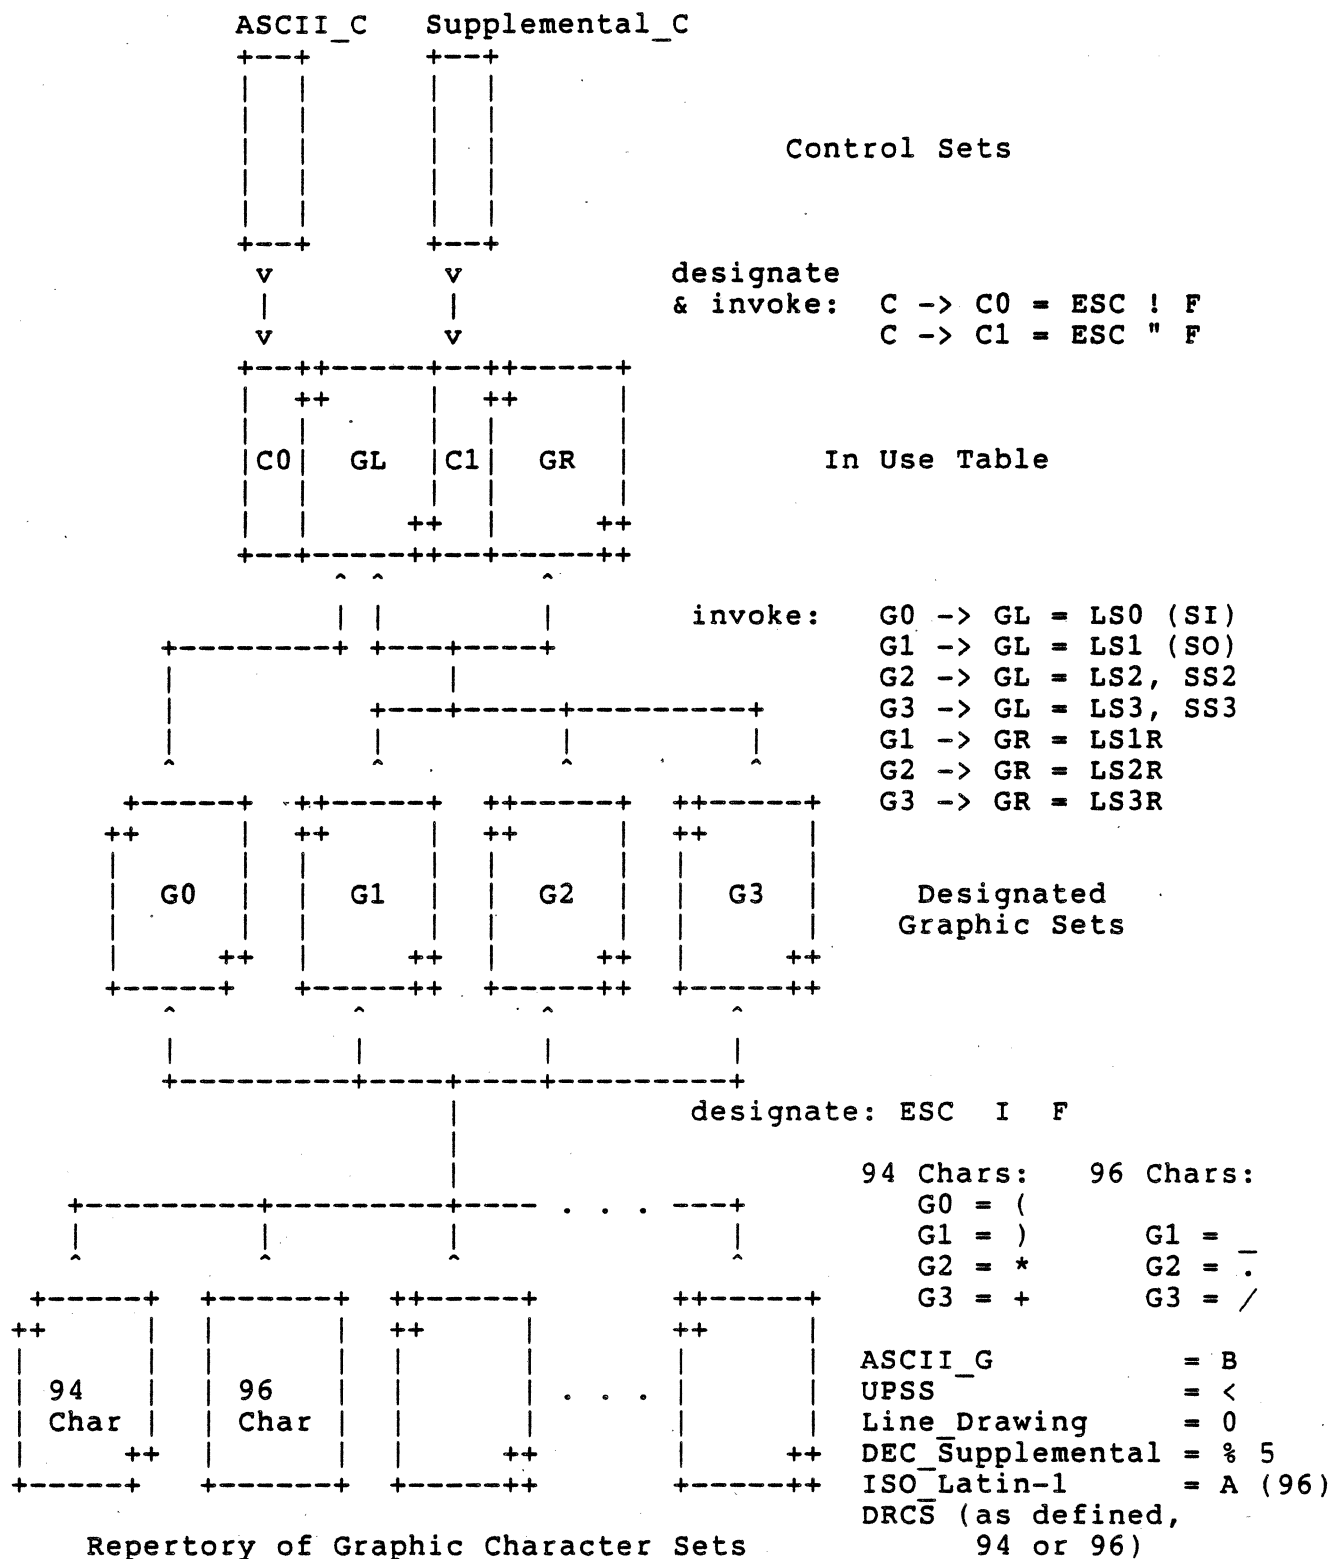 ASCII_C Supplemental_C
Control Sets
designate
& invoke: C -> C0 = ESC ! F
C -> C1 = ESC " F
C0 GL C1 GR In Use Table
invoke: G0 -> GL = LS0 (SI)
G1 -> GL = LS1 (SO)
G2 -> GL = LS2, SS2
G3 -> GL = LS3, SS3
G1 -> GR = LS1R
G2 -> GR = LS2R
G3 -> GR = LS3R
G0 G1 G2 G3 Designated
Graphic Sets
designate: ESC I F
94 Chars: 96 Chars:
G0 = (
G1 = ) G1 = _
G2 = * G2 = .
G3 = + G3 = /
94 Char
96 Char
. . .
ASCII_G = B
UPSS = <
Line_Drawing = 0
DEC_Supplemental = % 5
ISO_Latin-1 = A (96)
DRCS (as defined,
94 or 96)
Repertory of Graphic Character Sets